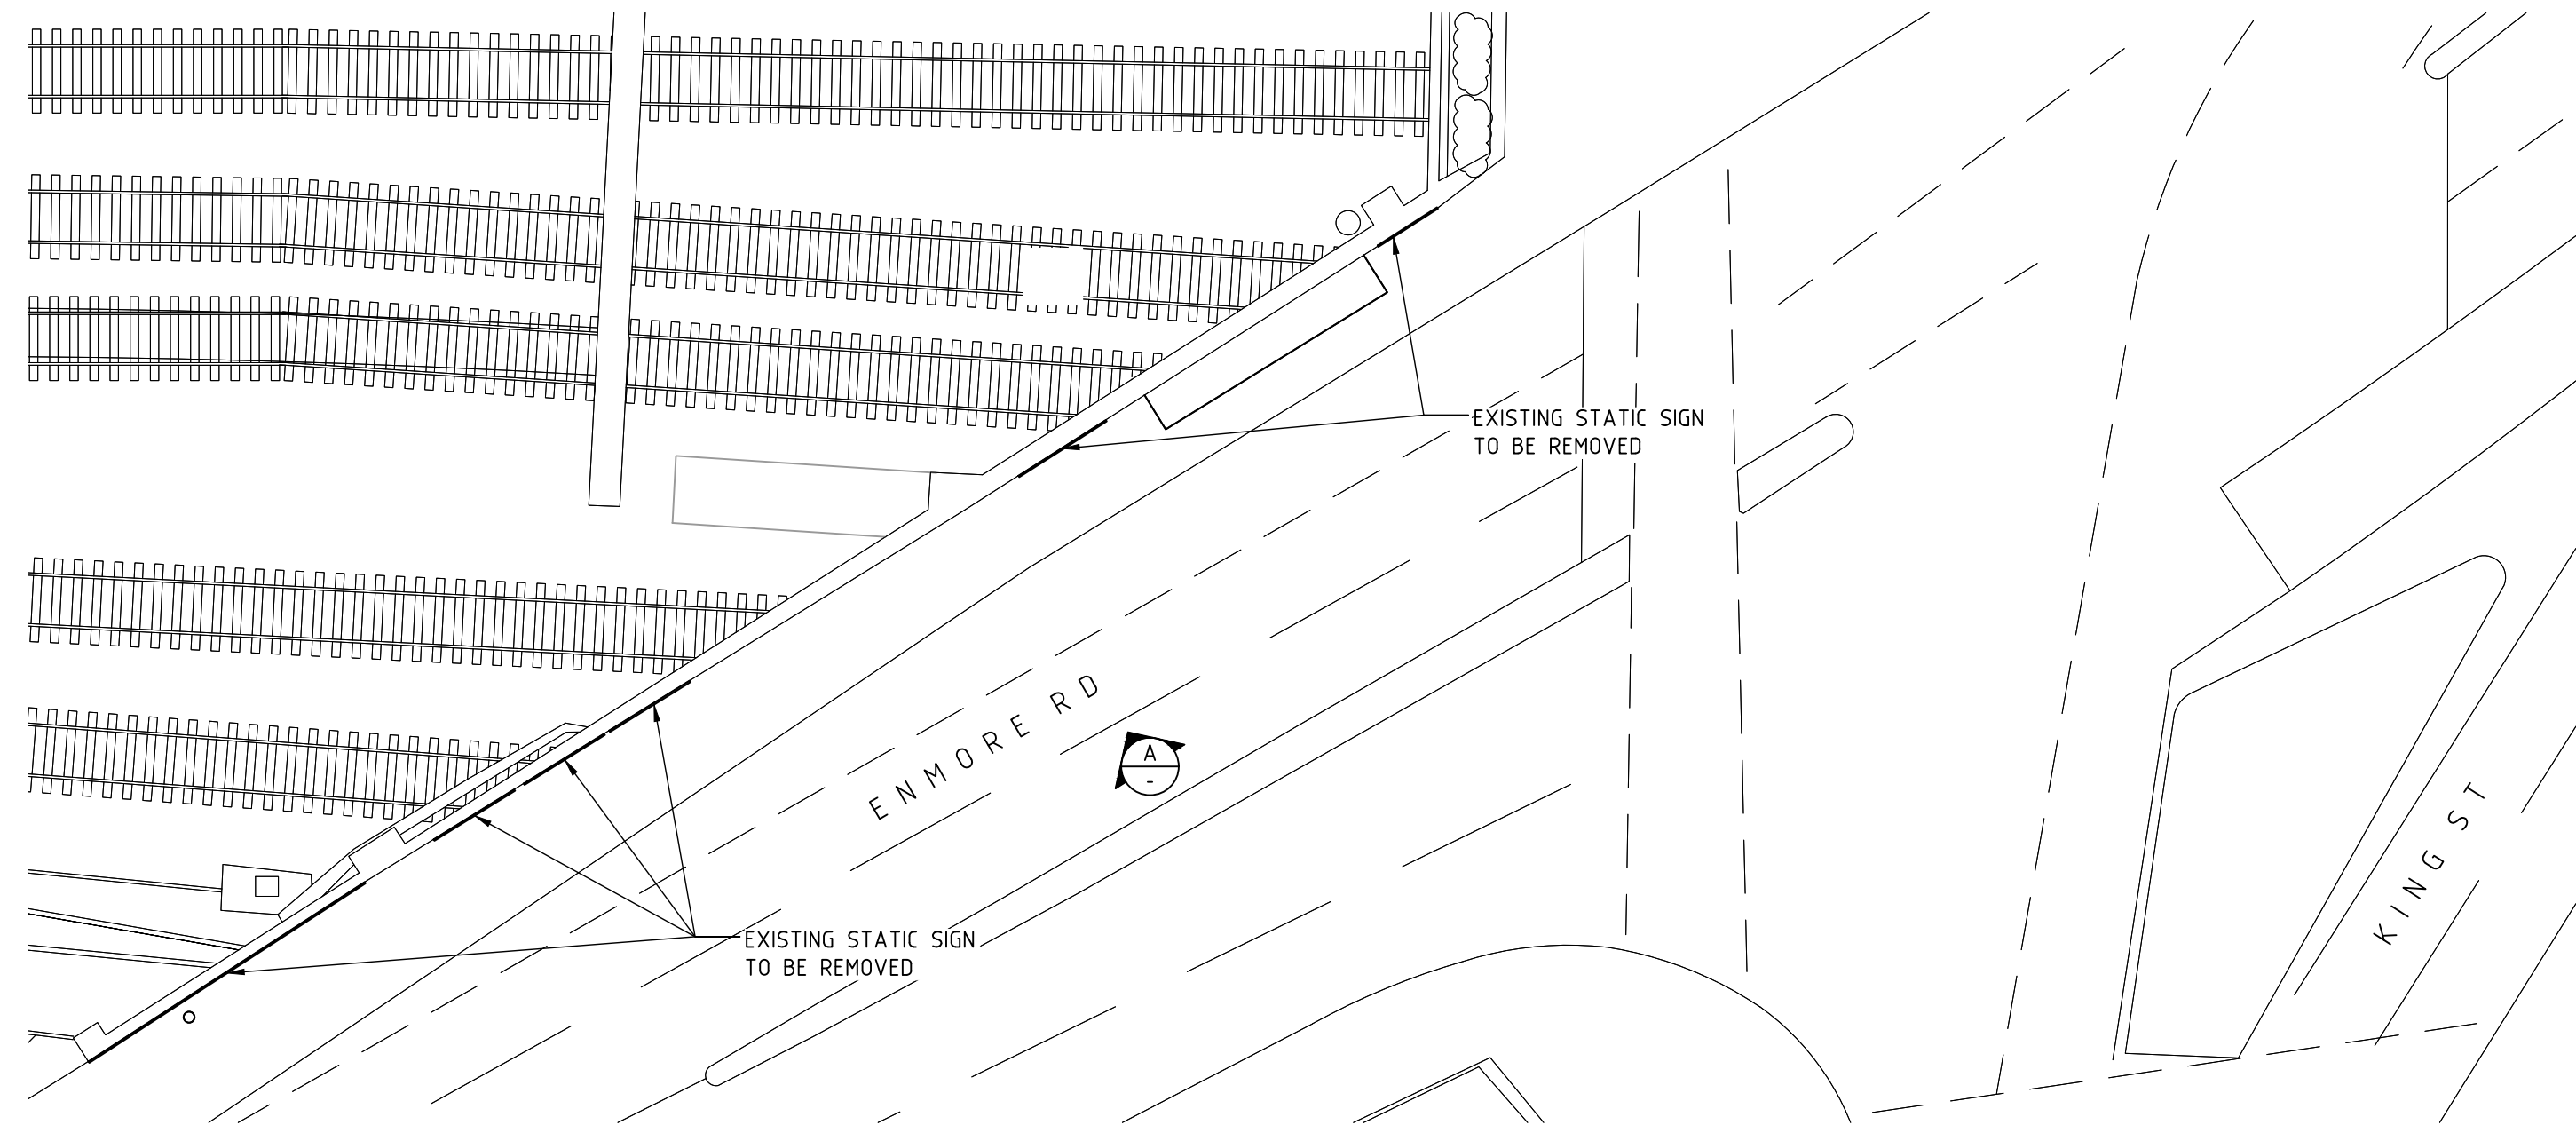 EXISTING STATIC SIGN
TO BE REMOVED
ENMORE RD
A
-
KING ST
EXISTING STATIC SIGN
TO BE REMOVED